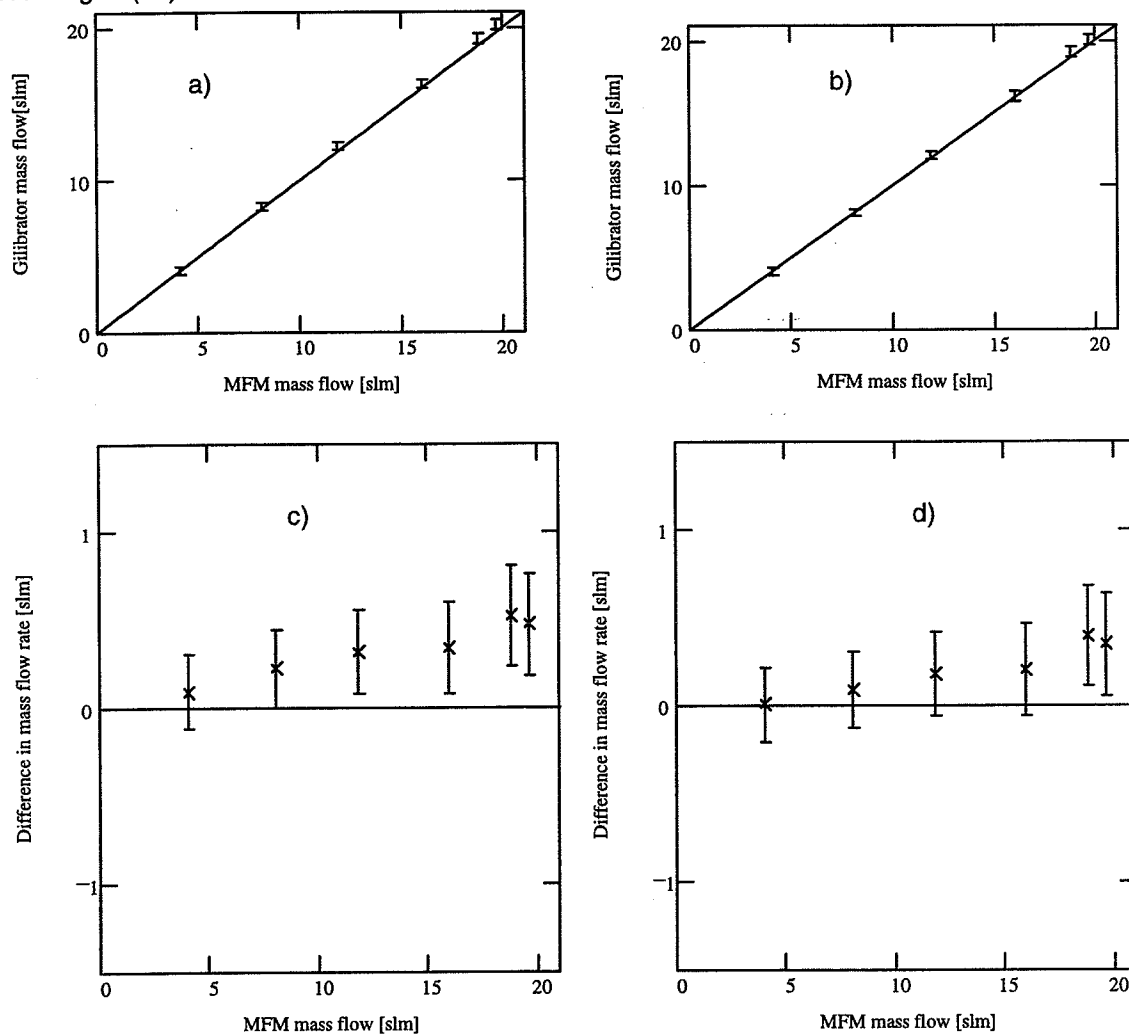 20
10
0
Gilibrator mass flow[slm]
a)
0 5 10 15 20
MFM mass flow [slm]
20
10
0
Gilibrator mass flow [slm]
b)
0 5 10 15 20
MFM mass flow [slm]
1
0
−1
Difference in mass flow rate [slm]
c)
0 5 10 15 20
MFM mass flow [slm]
1
0
−1
Difference in mass flow rate [slm]
d)
0 5 10 15 20
MFM mass flow [slm]